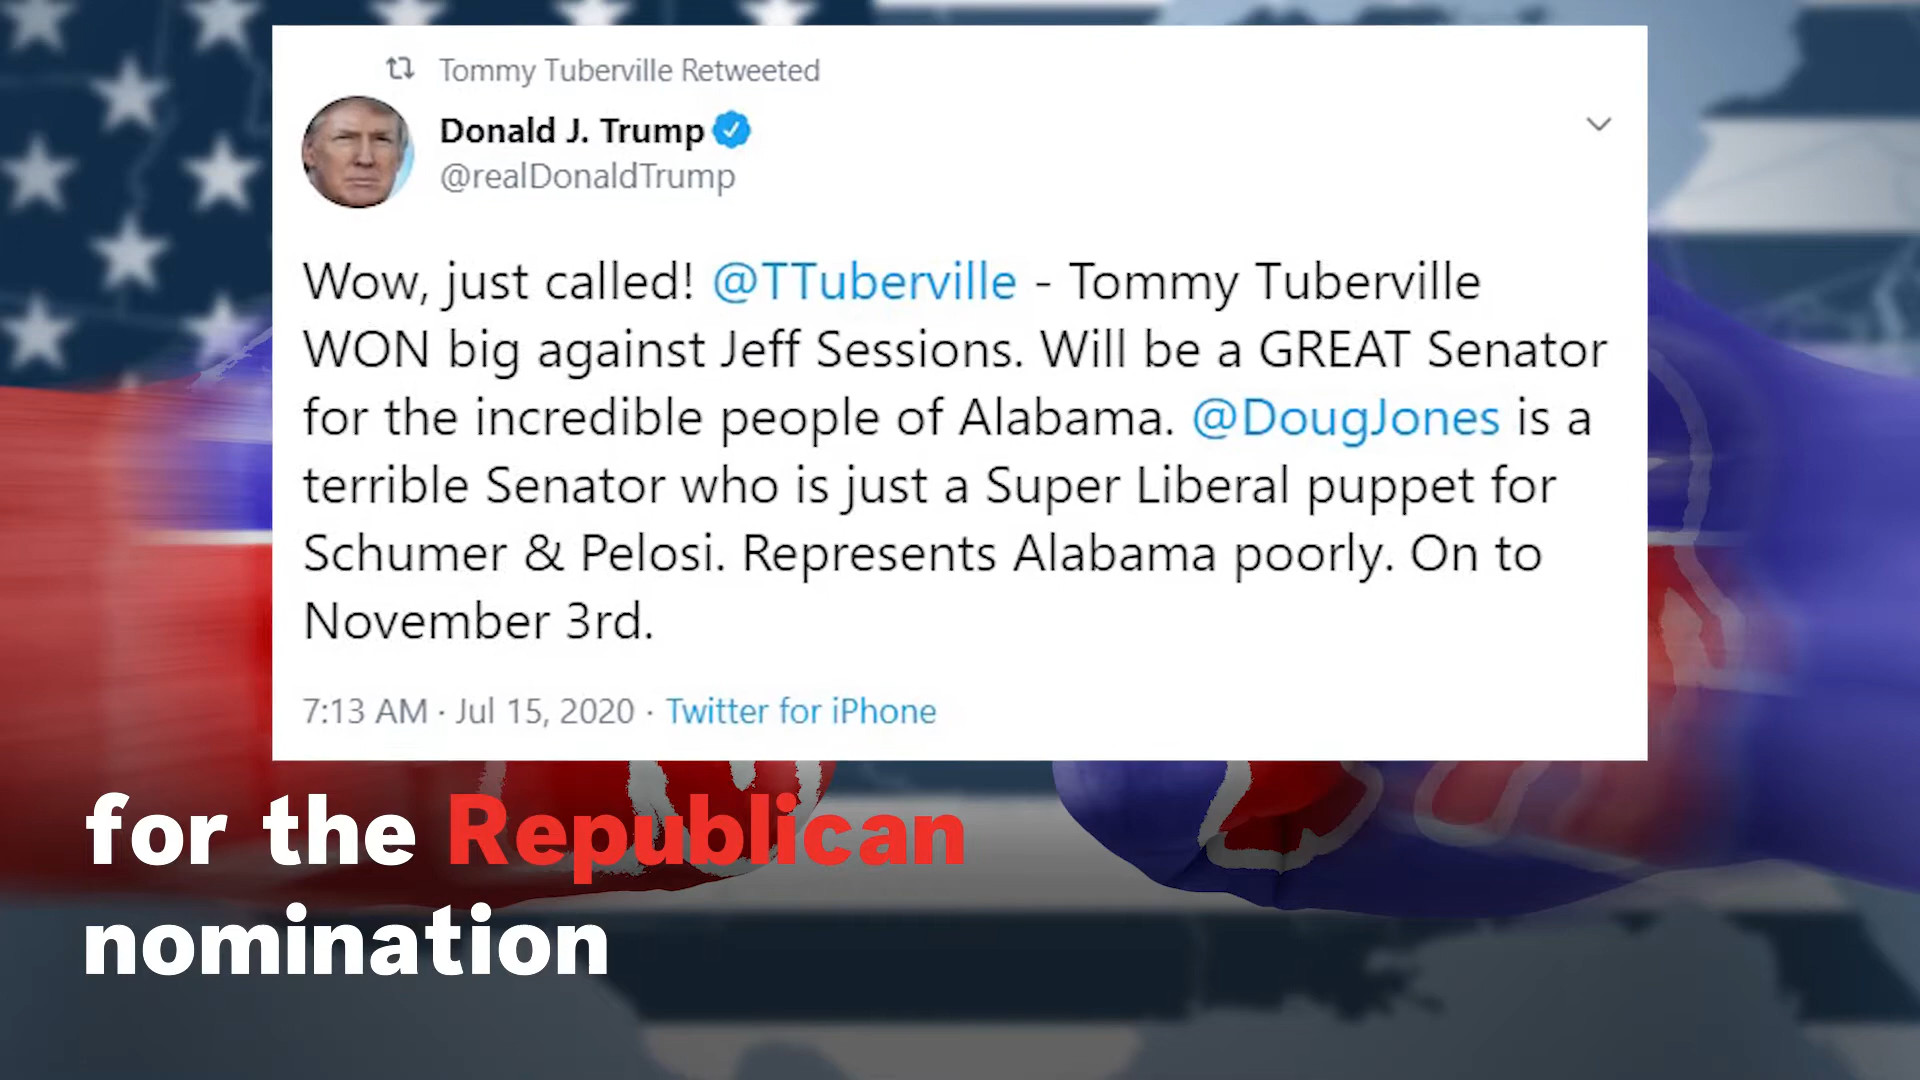 Tommy Tuberville Retweeted
Donald J. Trump
@realDonaldTrump
Wow, just called! @TTuberville - Tommy Tuberville
WON big against Jeff Sessions. Will be a GREAT Senator
for the incredible people of Alabama. @DougJones is a
terrible Senator who is just a Super Liberal puppet for
Schumer & Pelosi. Represents Alabama poorly. On to
November 3rd.
7:13 AM · Jul 15, 2020 · Twitter for iPhone
for the Republican
nomination